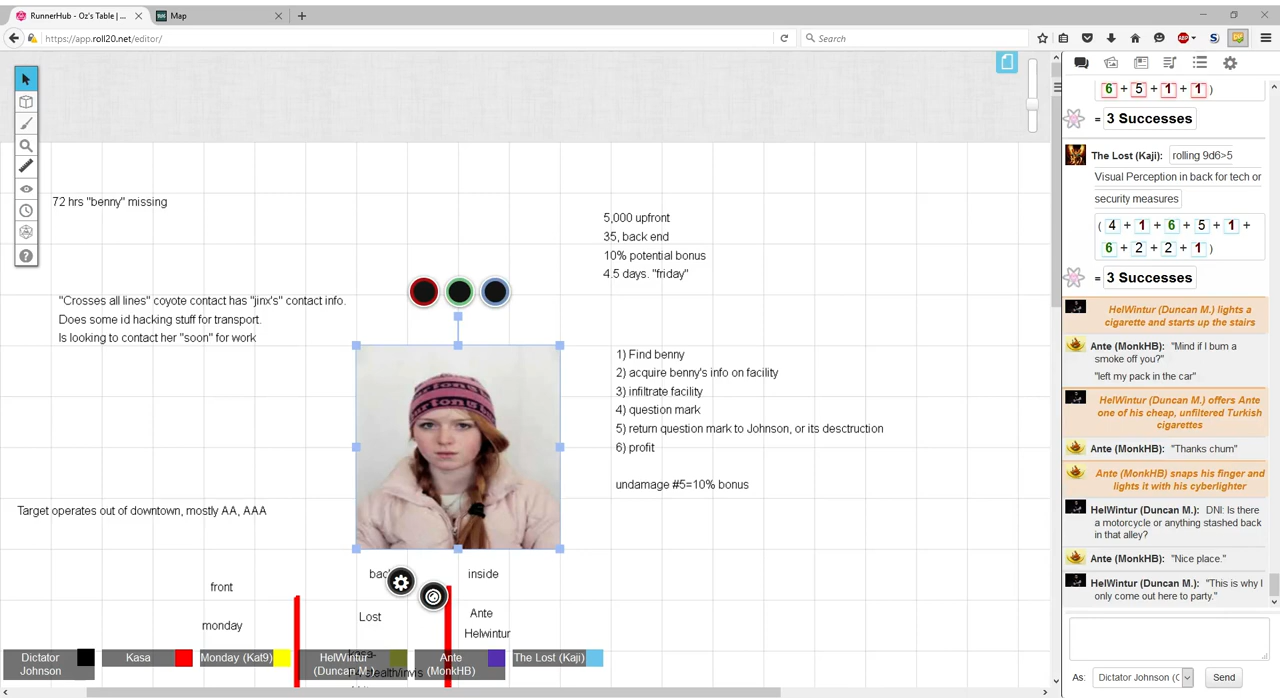 RunnerHub - Oz's Table | ...
Map
https://app.roll20.net/editor/
Search
72 hrs "benny" missing
5,000 upfront
35, back end
10% potential bonus
4.5 days. "friday"
"Crosses all lines" coyote contact has "jinx's" contact info.
Does some id hacking stuff for transport.
Is looking to contact her "soon" for work
1) Find benny
2) acquire benny's info on facility
3) infiltrate facility
4) question mark
5) return question mark to Johnson, or its desctruction
6) profit
undamage #5=10% bonus
Target operates out of downtown, mostly AA, AAA
front
monday
Lost
inside
Ante
Helwintur
stealth/invis
Dictator
Johnson
Kasa
Monday (Kat9)
HelWintur
(Duncan M.)
Ante
(MonkHB)
The Lost (Kaji)
6 + 5 + 1 + 1 )
= 3 Successes
The Lost (Kaji): rolling 9d6>5
Visual Perception in back for tech or
security measures
( 4 + 1 + 6 + 5 + 1 +
6 + 2 + 2 + 1 )
= 3 Successes
HelWintur (Duncan M.) lights a
cigarette and starts up the stairs
Ante (MonkHB): "Mind if I bum a
smoke off you?"
"left my pack in the car"
HelWintur (Duncan M.) offers Ante
one of his cheap, unfiltered Turkish
cigarettes
Ante (MonkHB): "Thanks chum"
Ante (MonkHB) snaps his finger and
lights it with his cyberlighter
HelWintur (Duncan M.): DNI: Is there
a motorcycle or anything stashed back
in that alley?
Ante (MonkHB): "Nice place."
HelWintur (Duncan M.): "This is why I
only come out here to party."
As: Dictator Johnson (
Send